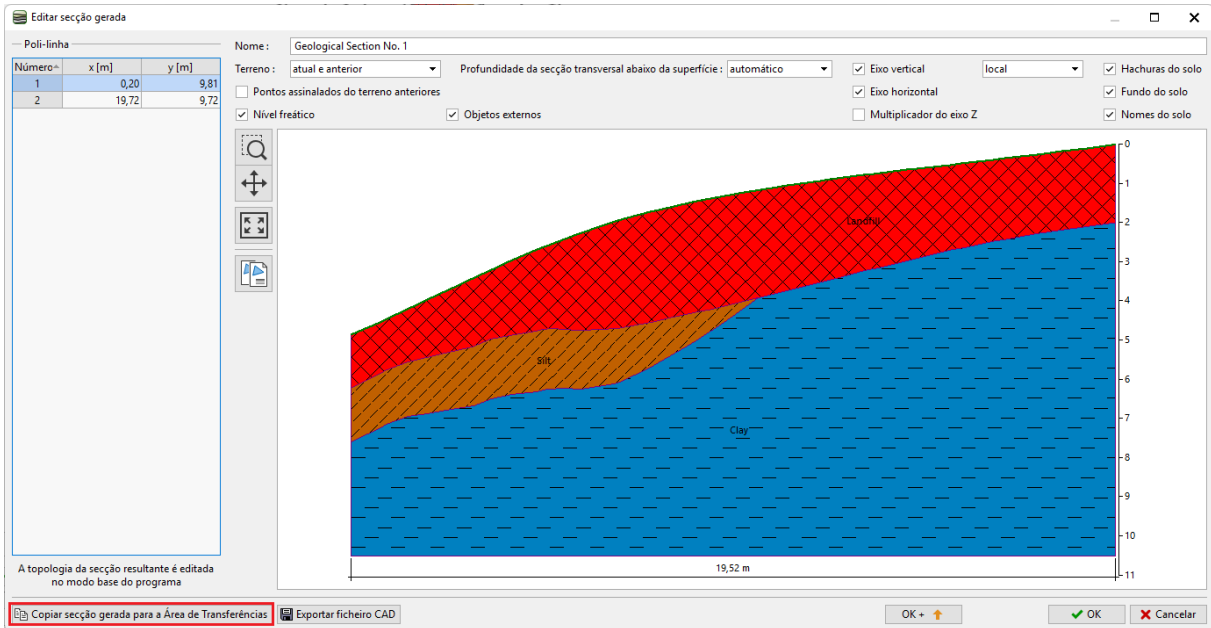 Editar secção gerada
Poli-linha
Número x [m] y [m]
1 0,20 9,81
2 19,72 9,72
A topologia da secção resultante é editada
no modo base do programa
Nome : Geological Section No. 1
Terreno : atual e anterior Profundidade da secção transversal abaixo da superfície : automático Eixo vertical local Hachuras do solo
Pontos assinalados do terreno anteriores Eixo horizontal Fundo do solo
Nível freático Objetos externos Multiplicador do eixo Z Nomes do solo
0
1
Landfill
2
3
4
5
Silt
6
7
Clay
8
9
10
19,52 m
11
Copiar secção gerada para a Área de Transferências Exportar ficheiro CAD OK + OK Cancelar